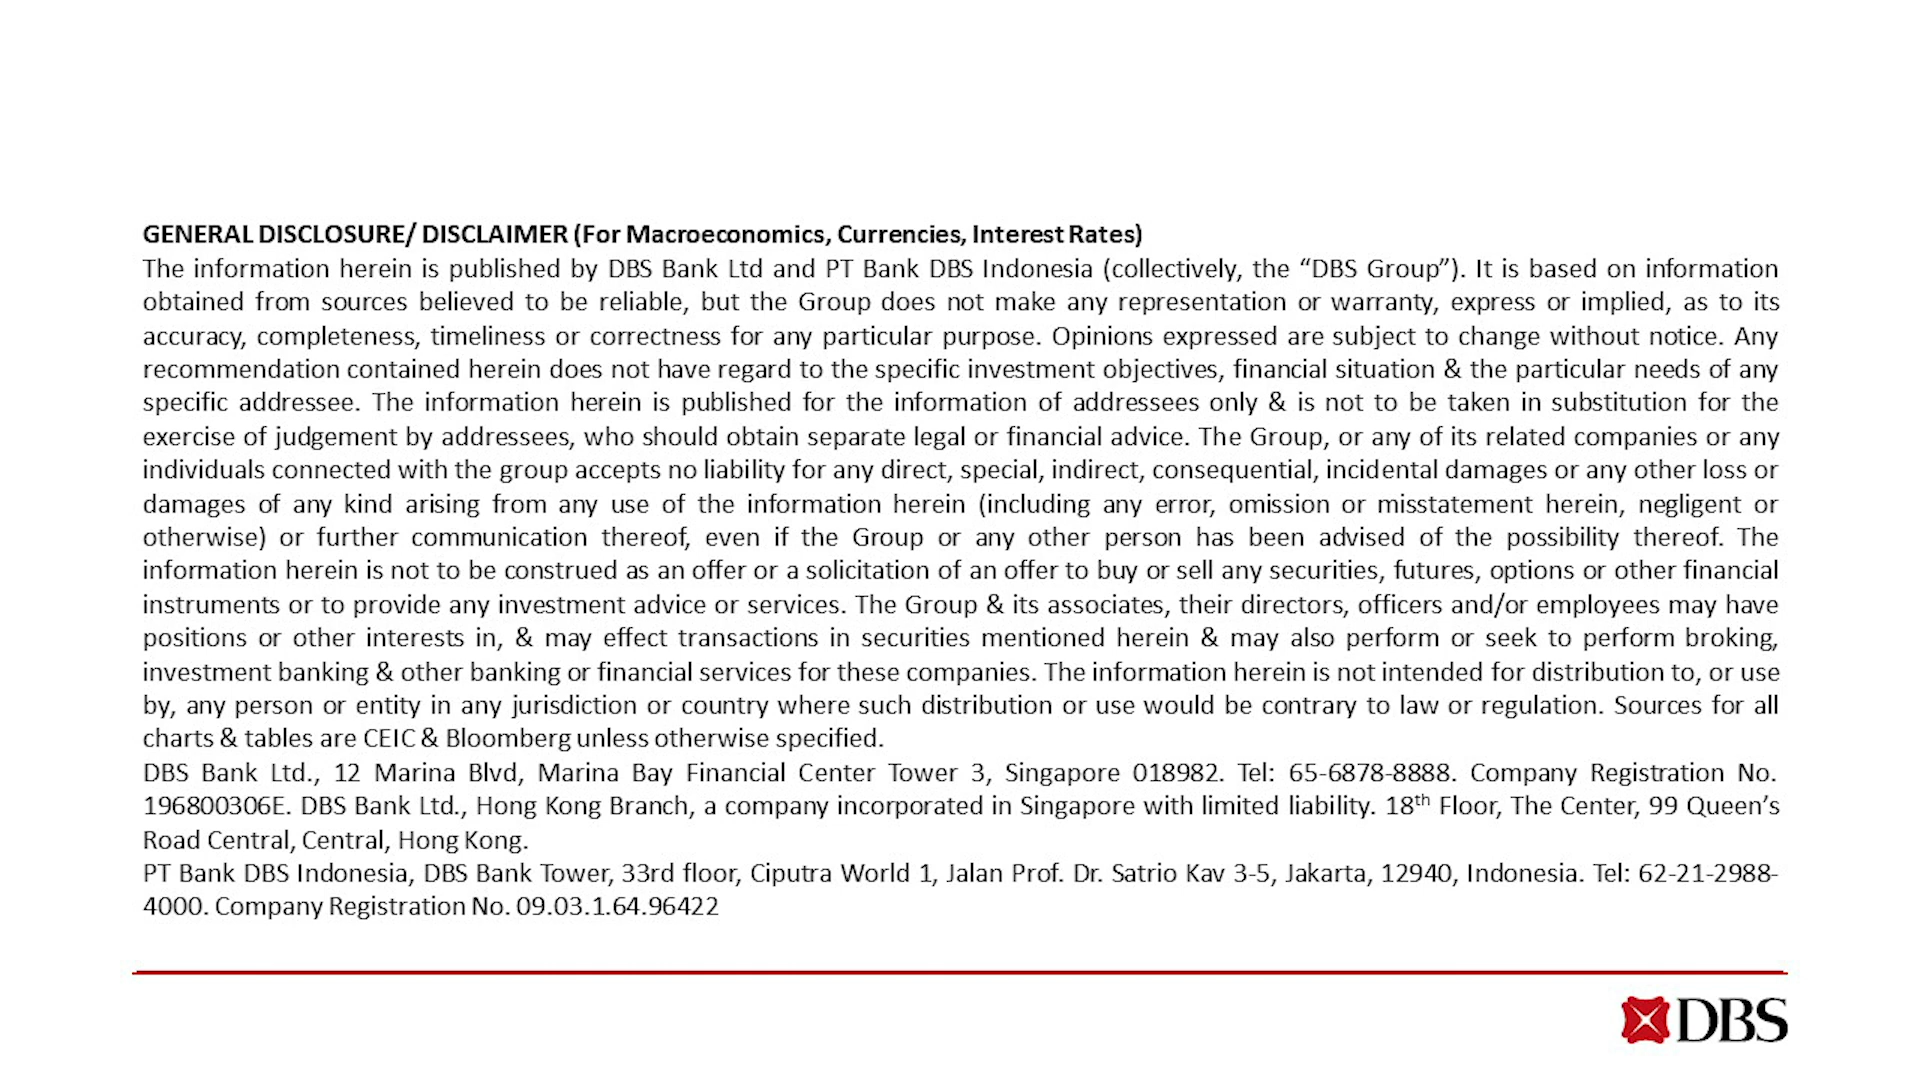 GENERAL DISCLOSURE/ DISCLAIMER (For Macroeconomics, Currencies, Interest Rates)
The information herein is published by DBS Bank Ltd and PT Bank DBS Indonesia (collectively, the “DBS Group”). It is based on information
obtained from sources believed to be reliable, but the Group does not make any representation or warranty, express or implied, as to its
accuracy, completeness, timeliness or correctness for any particular purpose. Opinions expressed are subject to change without notice. Any
recommendation contained herein does not have regard to the specific investment objectives, financial situation & the particular needs of any
specific addressee. The information herein is published for the information of addressees only & is not to be taken in substitution for the
exercise of judgement by addressees, who should obtain separate legal or financial advice. The Group, or any of its related companies or any
individuals connected with the group accepts no liability for any direct, special, indirect, consequential, incidental damages or any other loss or
damages of any kind arising from any use of the information herein (including any error, omission or misstatement herein, negligent or
otherwise) or further communication thereof, even if the Group or any other person has been advised of the possibility thereof. The
information herein is not to be construed as an offer or a solicitation of an offer to buy or sell any securities, futures, options or other financial
instruments or to provide any investment advice or services. The Group & its associates, their directors, officers and/or employees may have
positions or other interests in, & may effect transactions in securities mentioned herein & may also perform or seek to perform broking,
investment banking & other banking or financial services for these companies. The information herein is not intended for distribution to, or use
by, any person or entity in any jurisdiction or country where such distribution or use would be contrary to law or regulation. Sources for all
charts & tables are CEIC & Bloomberg unless otherwise specified.
DBS Bank Ltd., 12 Marina Blvd, Marina Bay Financial Center Tower 3, Singapore 018982. Tel: 65-6878-8888. Company Registration No.
196800306E. DBS Bank Ltd., Hong Kong Branch, a company incorporated in Singapore with limited liability. 18th Floor, The Center, 99 Queen’s
Road Central, Central, Hong Kong.
PT Bank DBS Indonesia, DBS Bank Tower, 33rd floor, Ciputra World 1, Jalan Prof. Dr. Satrio Kav 3-5, Jakarta, 12940, Indonesia. Tel: 62-21-2988-
4000. Company Registration No. 09.03.1.64.96422
DBS